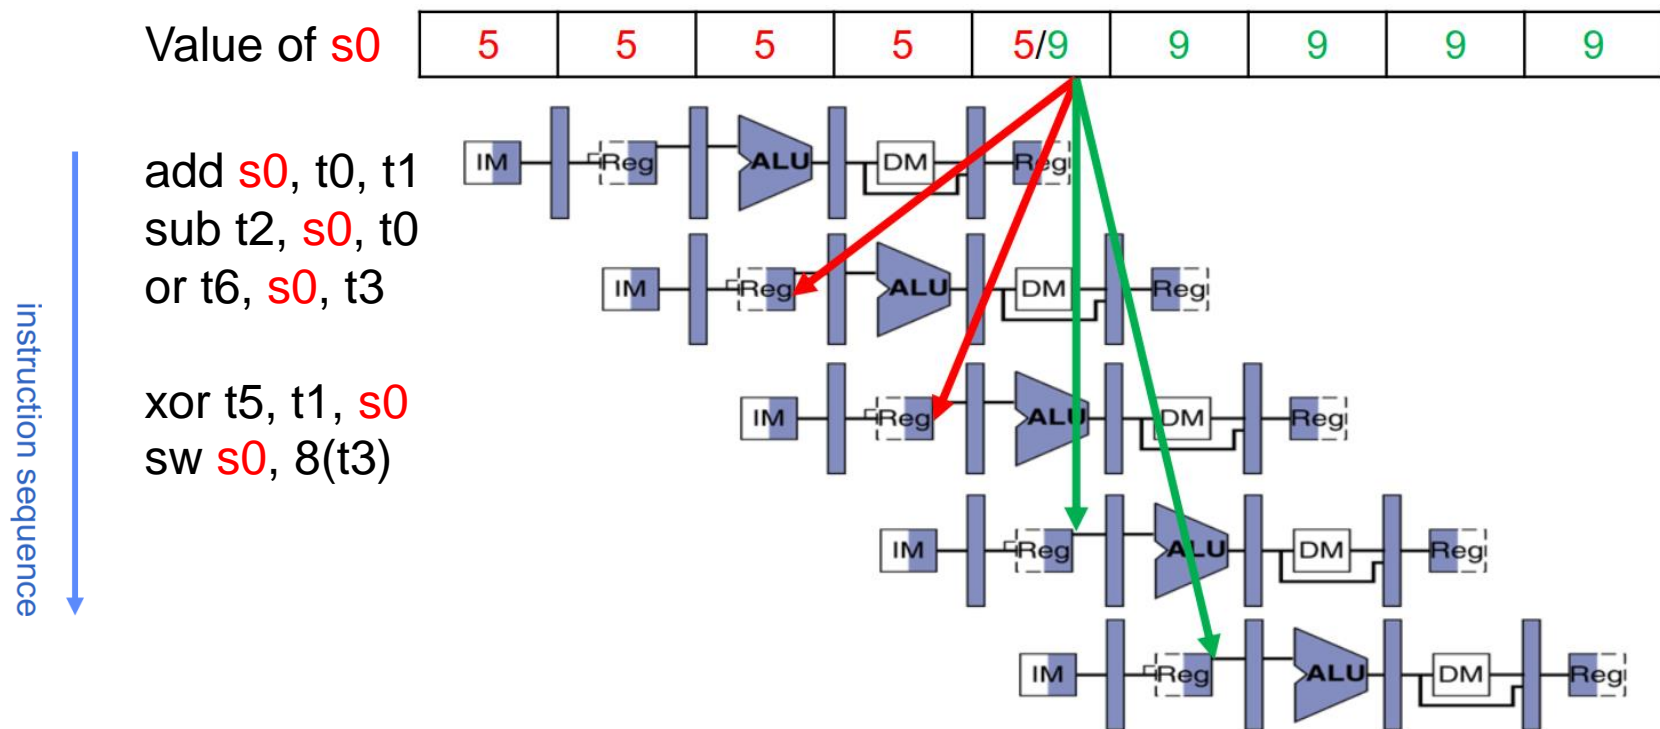 Value of s0 5 5 5 5 5/9 9 9 9 9
instruction sequence
add s0, t0, t1
sub t2, s0, t0
or t6, s0, t3
xor t5, t1, s0
sw s0, 8(t3)
IM Reg ALU DM Reg
IM Reg ALU DM Reg
IM Reg ALU DM Reg
IM Reg ALU DM Reg
IM Reg ALU DM Reg